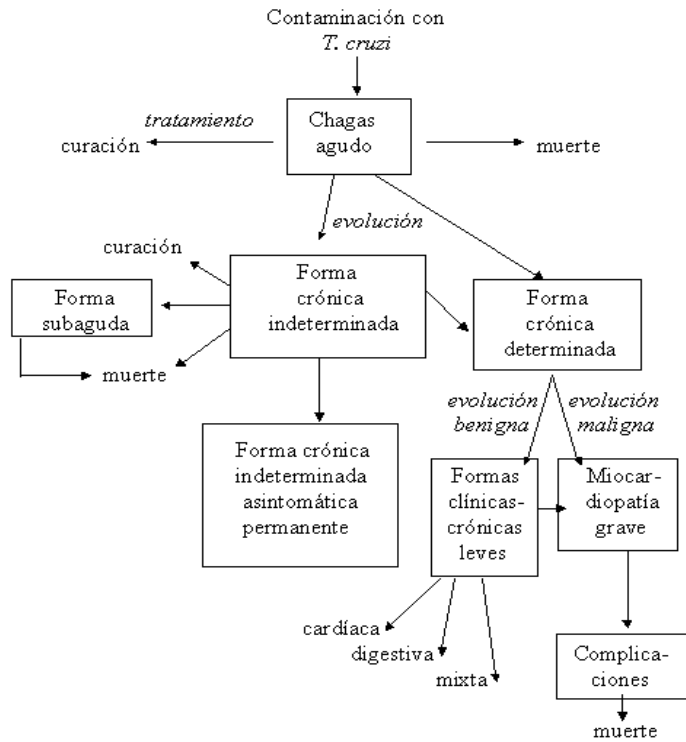 Contaminación con
T. cruzi
tratamiento
curación
Chagas
agudo
muerte
evolución
curación
Forma
subaguda
muerte
Forma
crónica
indeterminada
Forma
crónica
determinada
evolución
benigna
evolución
maligna
Forma crónica
indeterminada
asintomática
permanente
Formas
clínicas-
crónicas
leves
Miocar-
diopatía
grave
cardíaca
digestiva
mixta
Complica-
ciones
muerte